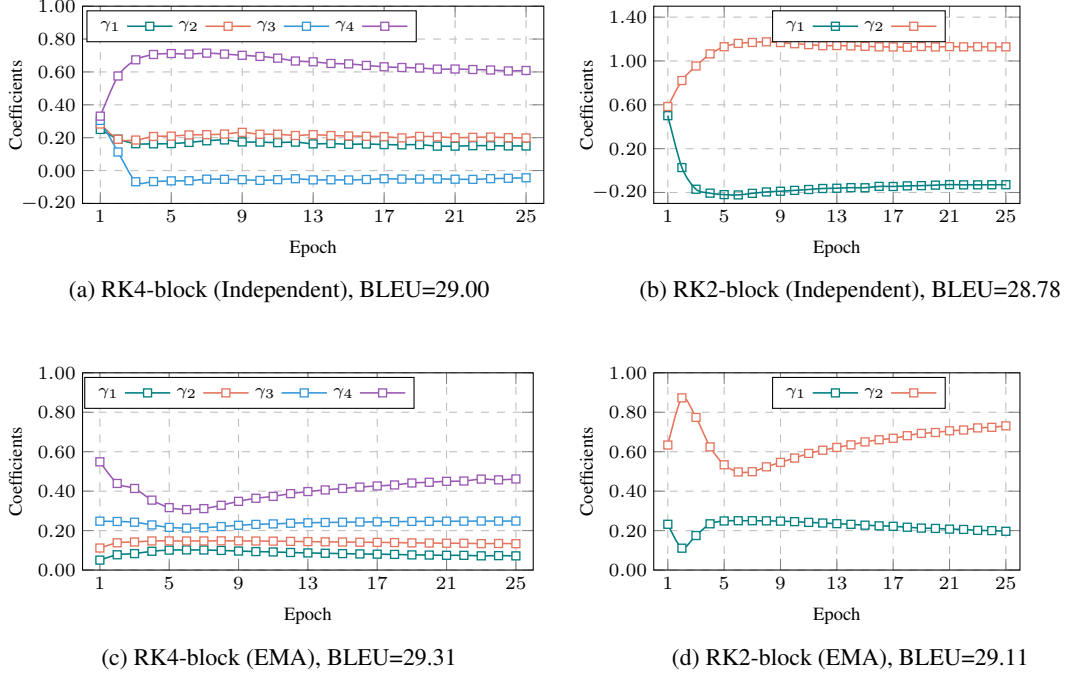 1.00
0.80
0.60
0.40
0.20
0.00
−0.20
Coefficients
γ1 γ2 γ3 γ4
1 5 9 13 17 21 25
Epoch
(a) RK4-block (Independent), BLEU=29.00
1.40
1.00
0.60
0.20
−0.20
Coefficients
γ1 γ2
1 5 9 13 17 21 25
Epoch
(b) RK2-block (Independent), BLEU=28.78
1.00
0.80
0.60
0.40
0.20
0.00
Coefficients
γ1 γ2 γ3 γ4
1 5 9 13 17 21 25
Epoch
(c) RK4-block (EMA), BLEU=29.31
1.00
0.80
0.60
0.40
0.20
0.00
Coefficients
γ1 γ2
1 5 9 13 17 21 25
Epoch
(d) RK2-block (EMA), BLEU=29.11